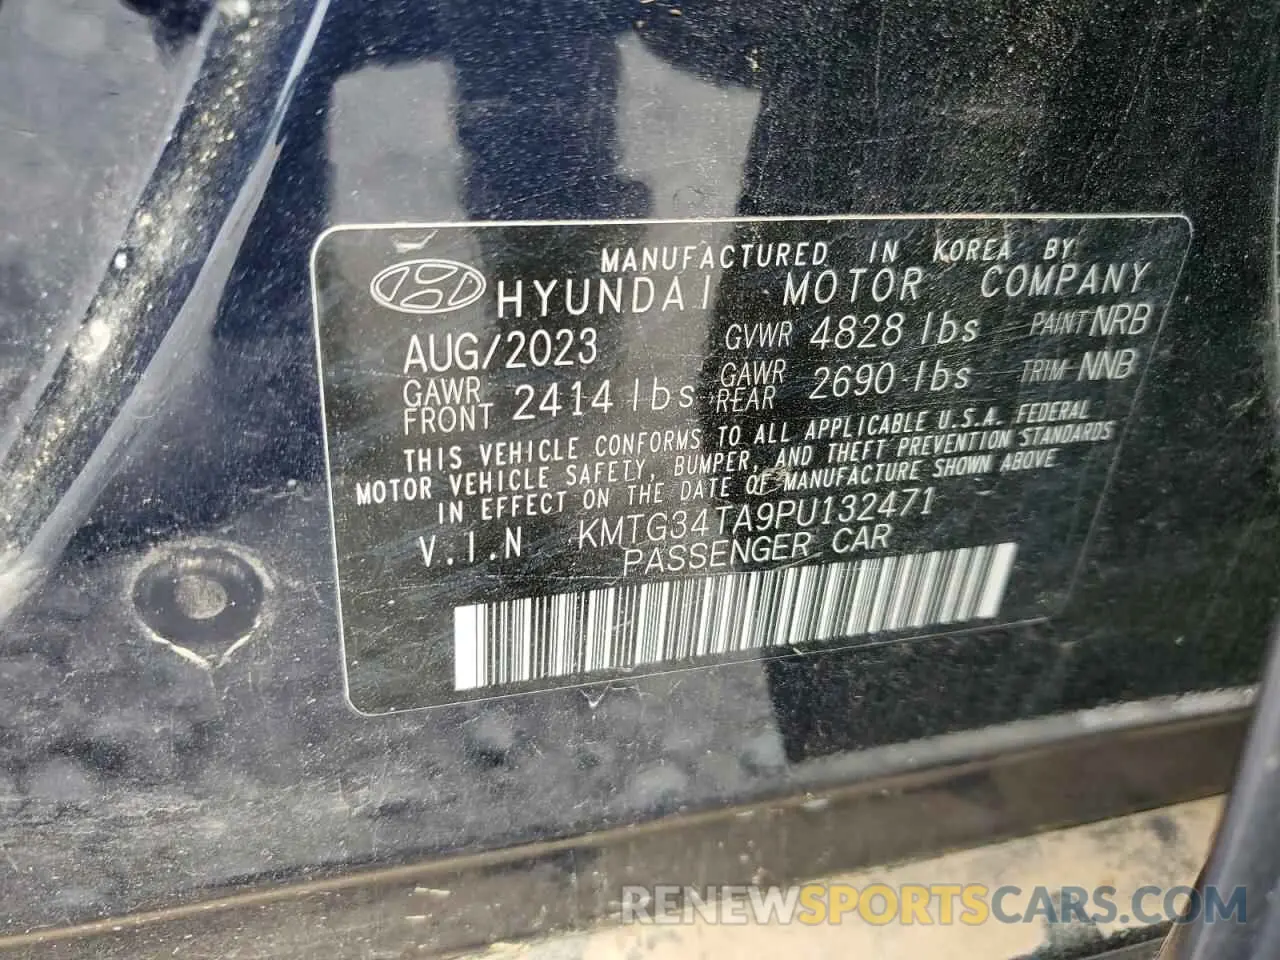 MANUFACTURED IN KOREA BY
HYUNDAI MOTOR COMPANY
AUG/2023 GVWR 4828 lbs PAINT NRB
GAWR FRONT 2414 lbs GAWR REAR 2690 lbs TRIM NNB
THIS VEHICLE CONFORMS TO ALL APPLICABLE U.S.A. FEDERAL
MOTOR VEHICLE SAFETY, BUMPER, AND THEFT PREVENTION STANDARDS
IN EFFECT ON THE DATE OF MANUFACTURE SHOWN ABOVE
V.I.N KMTG34TA9PU132471
PASSENGER CAR
RENEWSPORTSCARS.COM